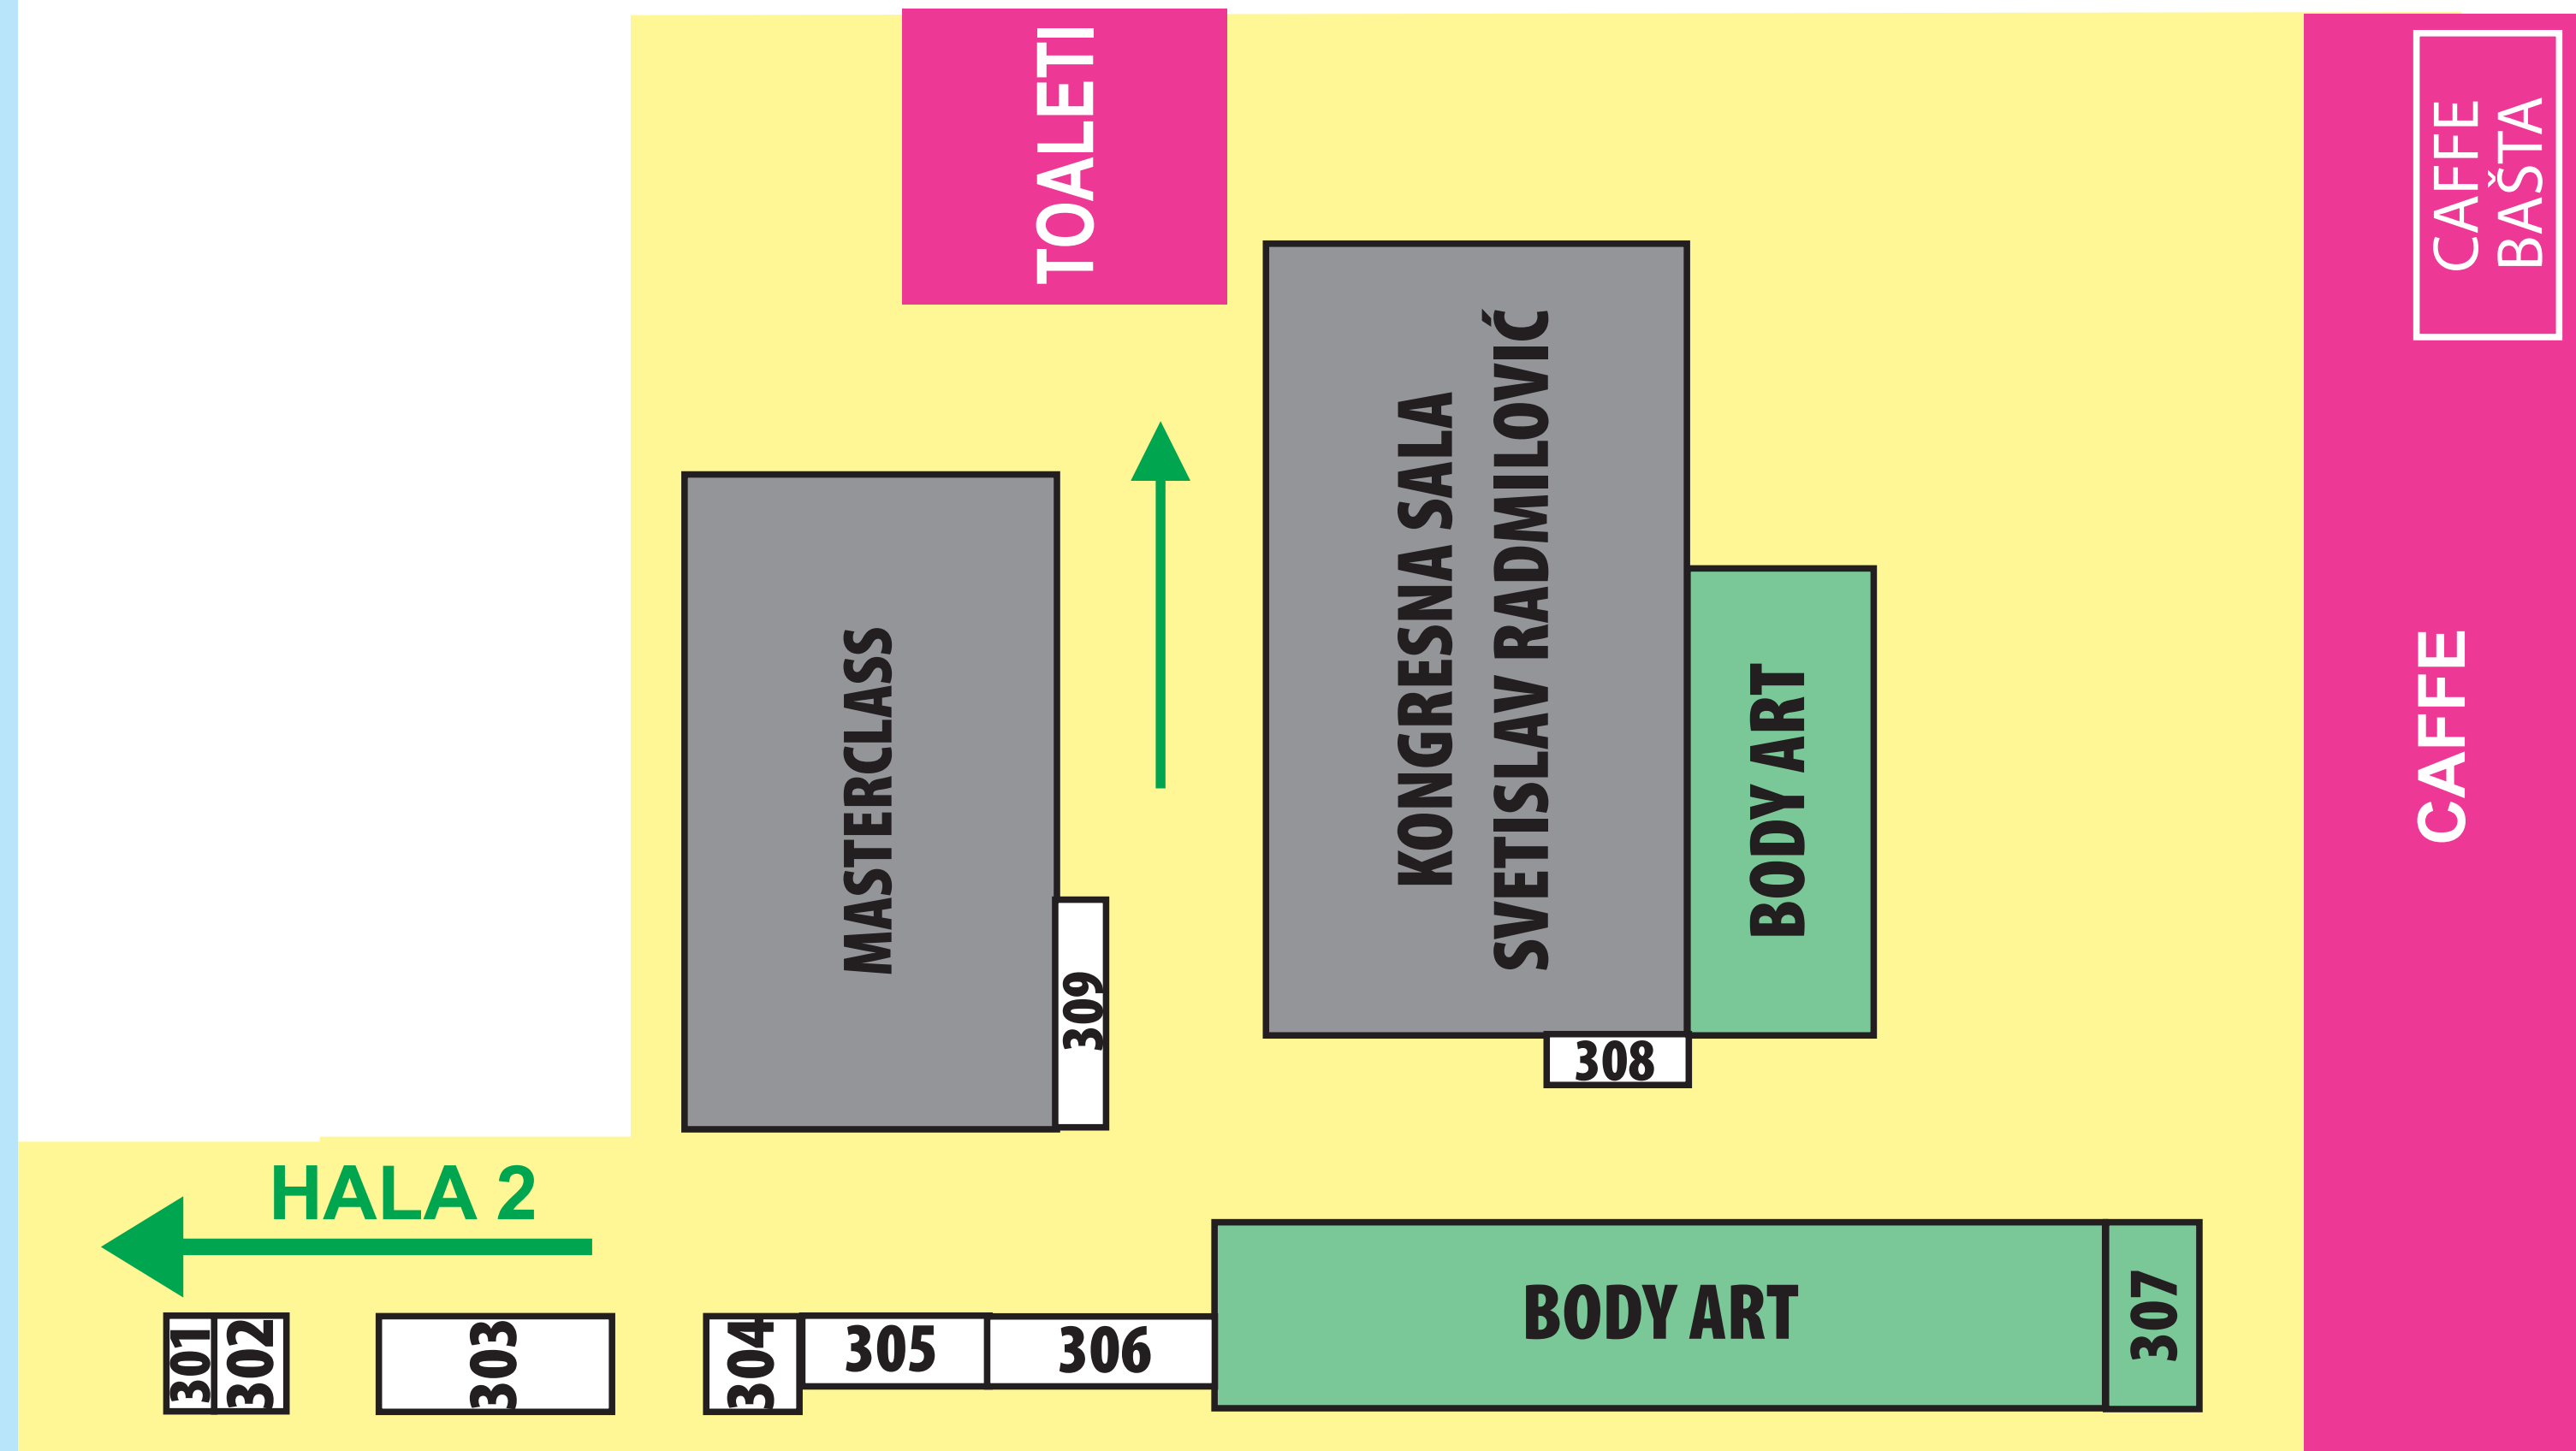 TOALETI
CAFFE
BAŠTA
KONGRESNA SALA
SVETISLAV RADMILOVIĆ
MASTERCLASS
BODY ART
CAFFE
309
308
HALA 2
301
302
303
304
305
306
BODY ART
307